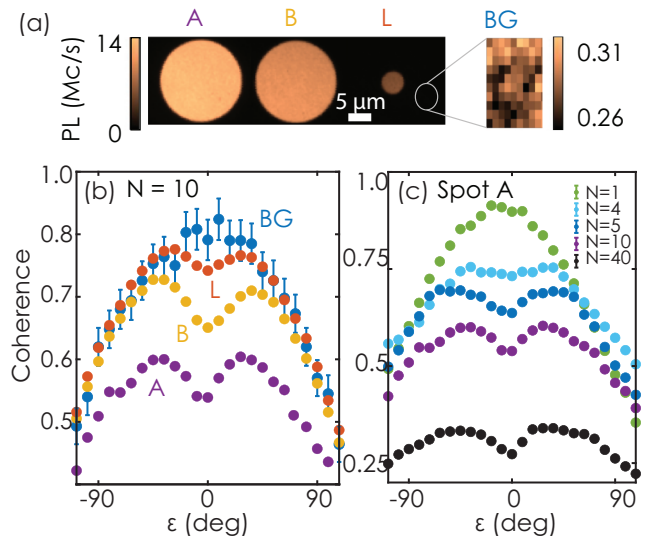 (a) A B L BG
PL (Mc/s)
14
0
5 µm
0.31
0.26
(b) N = 10
BG
L
B
A
Coherence
1.0
0.8
0.7
0.6
0.5
-90 0 90
ε (deg)
(c) Spot A
N=1
N=4
N=5
N=10
N=40
1.0
0.75
0.5
0.25
-90 0 90
ε (deg)